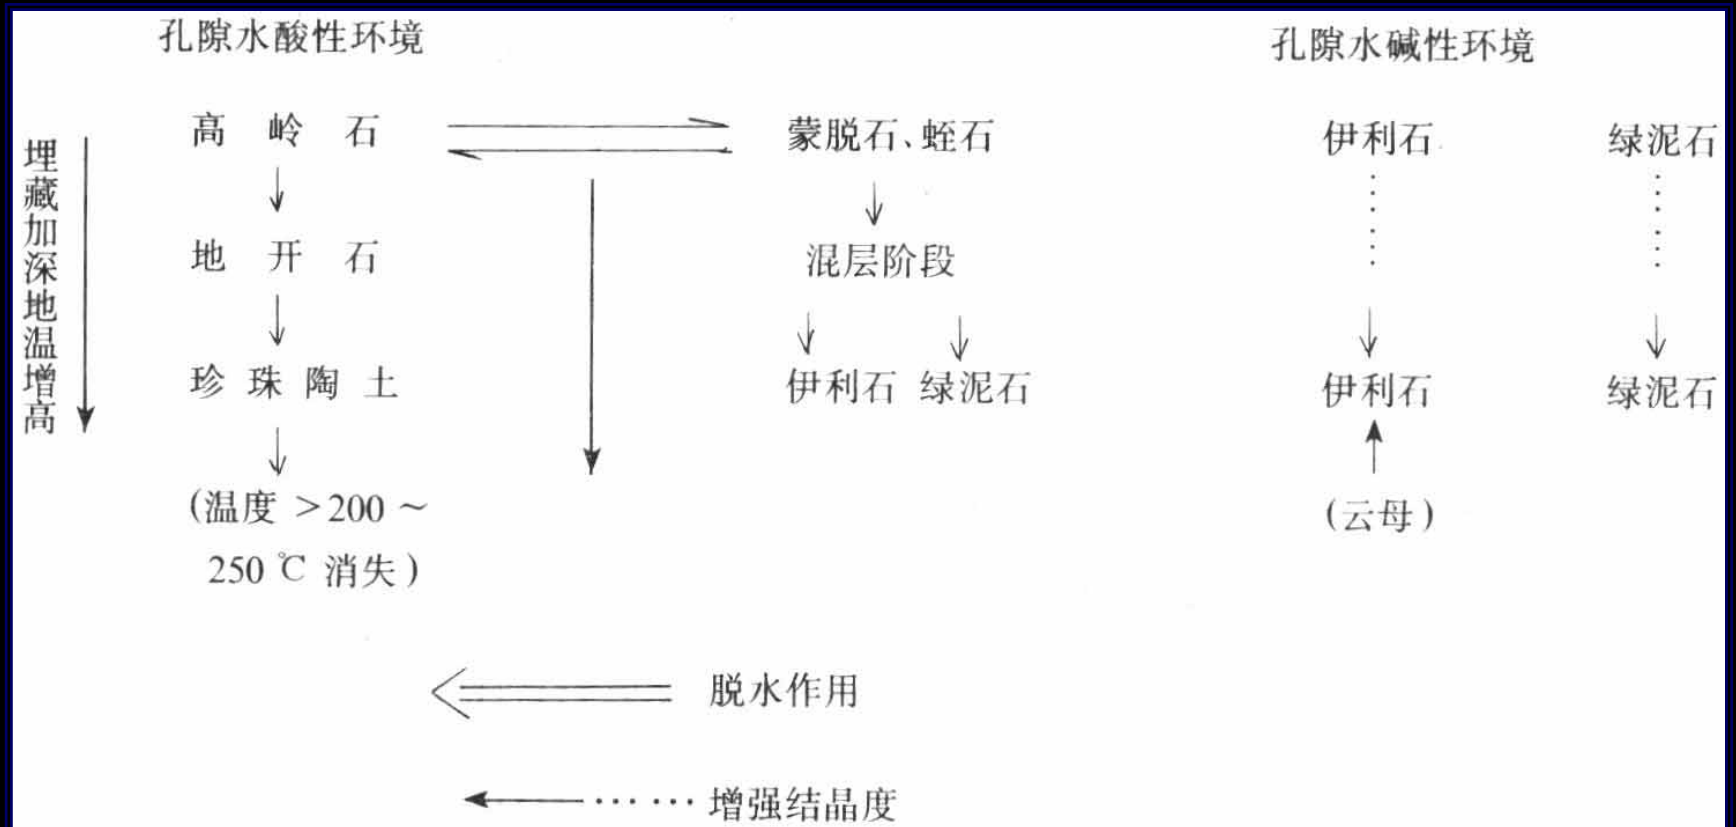 孔隙水酸性环境
孔隙水碱性环境
埋藏加深地温增高
高岭石
蒙脱石、蛭石
伊利石
绿泥石
地开石
混层阶段
珍珠陶土
伊利石 绿泥石
伊利石
绿泥石
(温度 >200 ~
250 ℃ 消失)
(云母)
脱水作用
增强结晶度